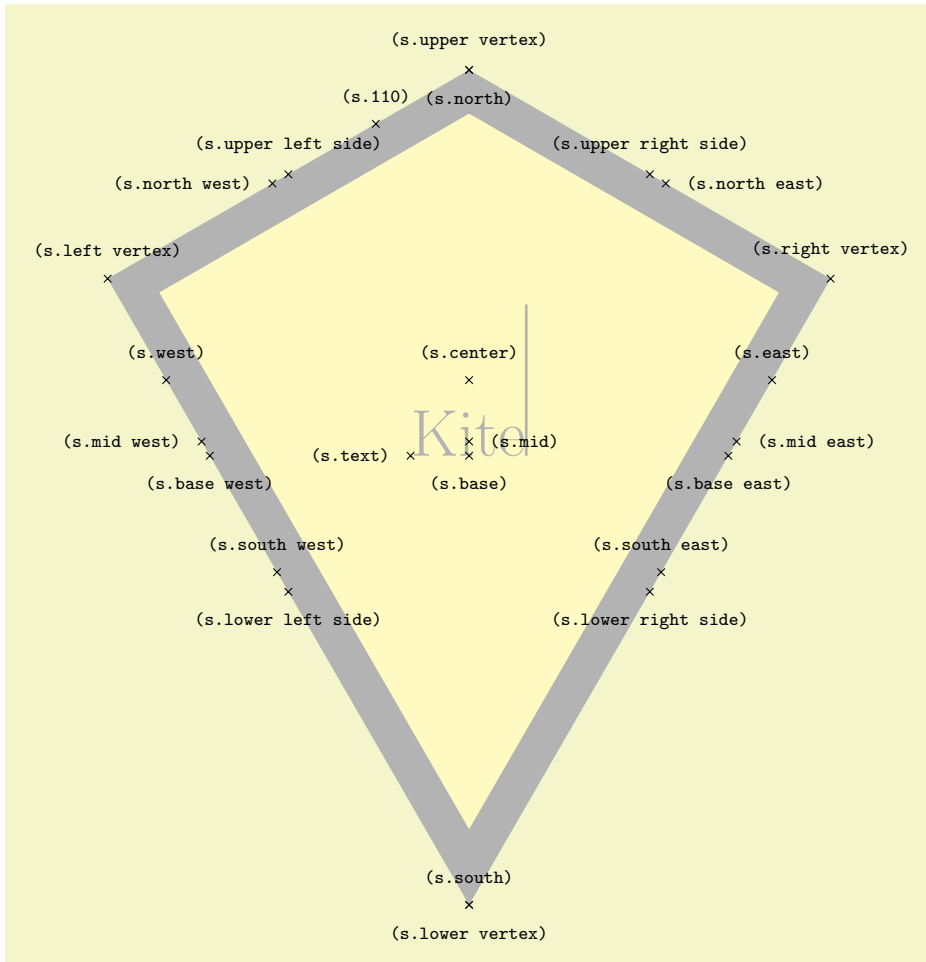 (s.upper vertex)
(s.110) (s.north)
(s.upper left side) (s.upper right side)
(s.north west) (s.north east)
(s.left vertex) (s.right vertex)
(s.west) (s.center) (s.east)
Kite
(s.mid west) (s.mid) (s.mid east)
(s.text)
(s.base west) (s.base) (s.base east)
(s.south west) (s.south east)
(s.lower left side) (s.lower right side)
(s.south)
(s.lower vertex)